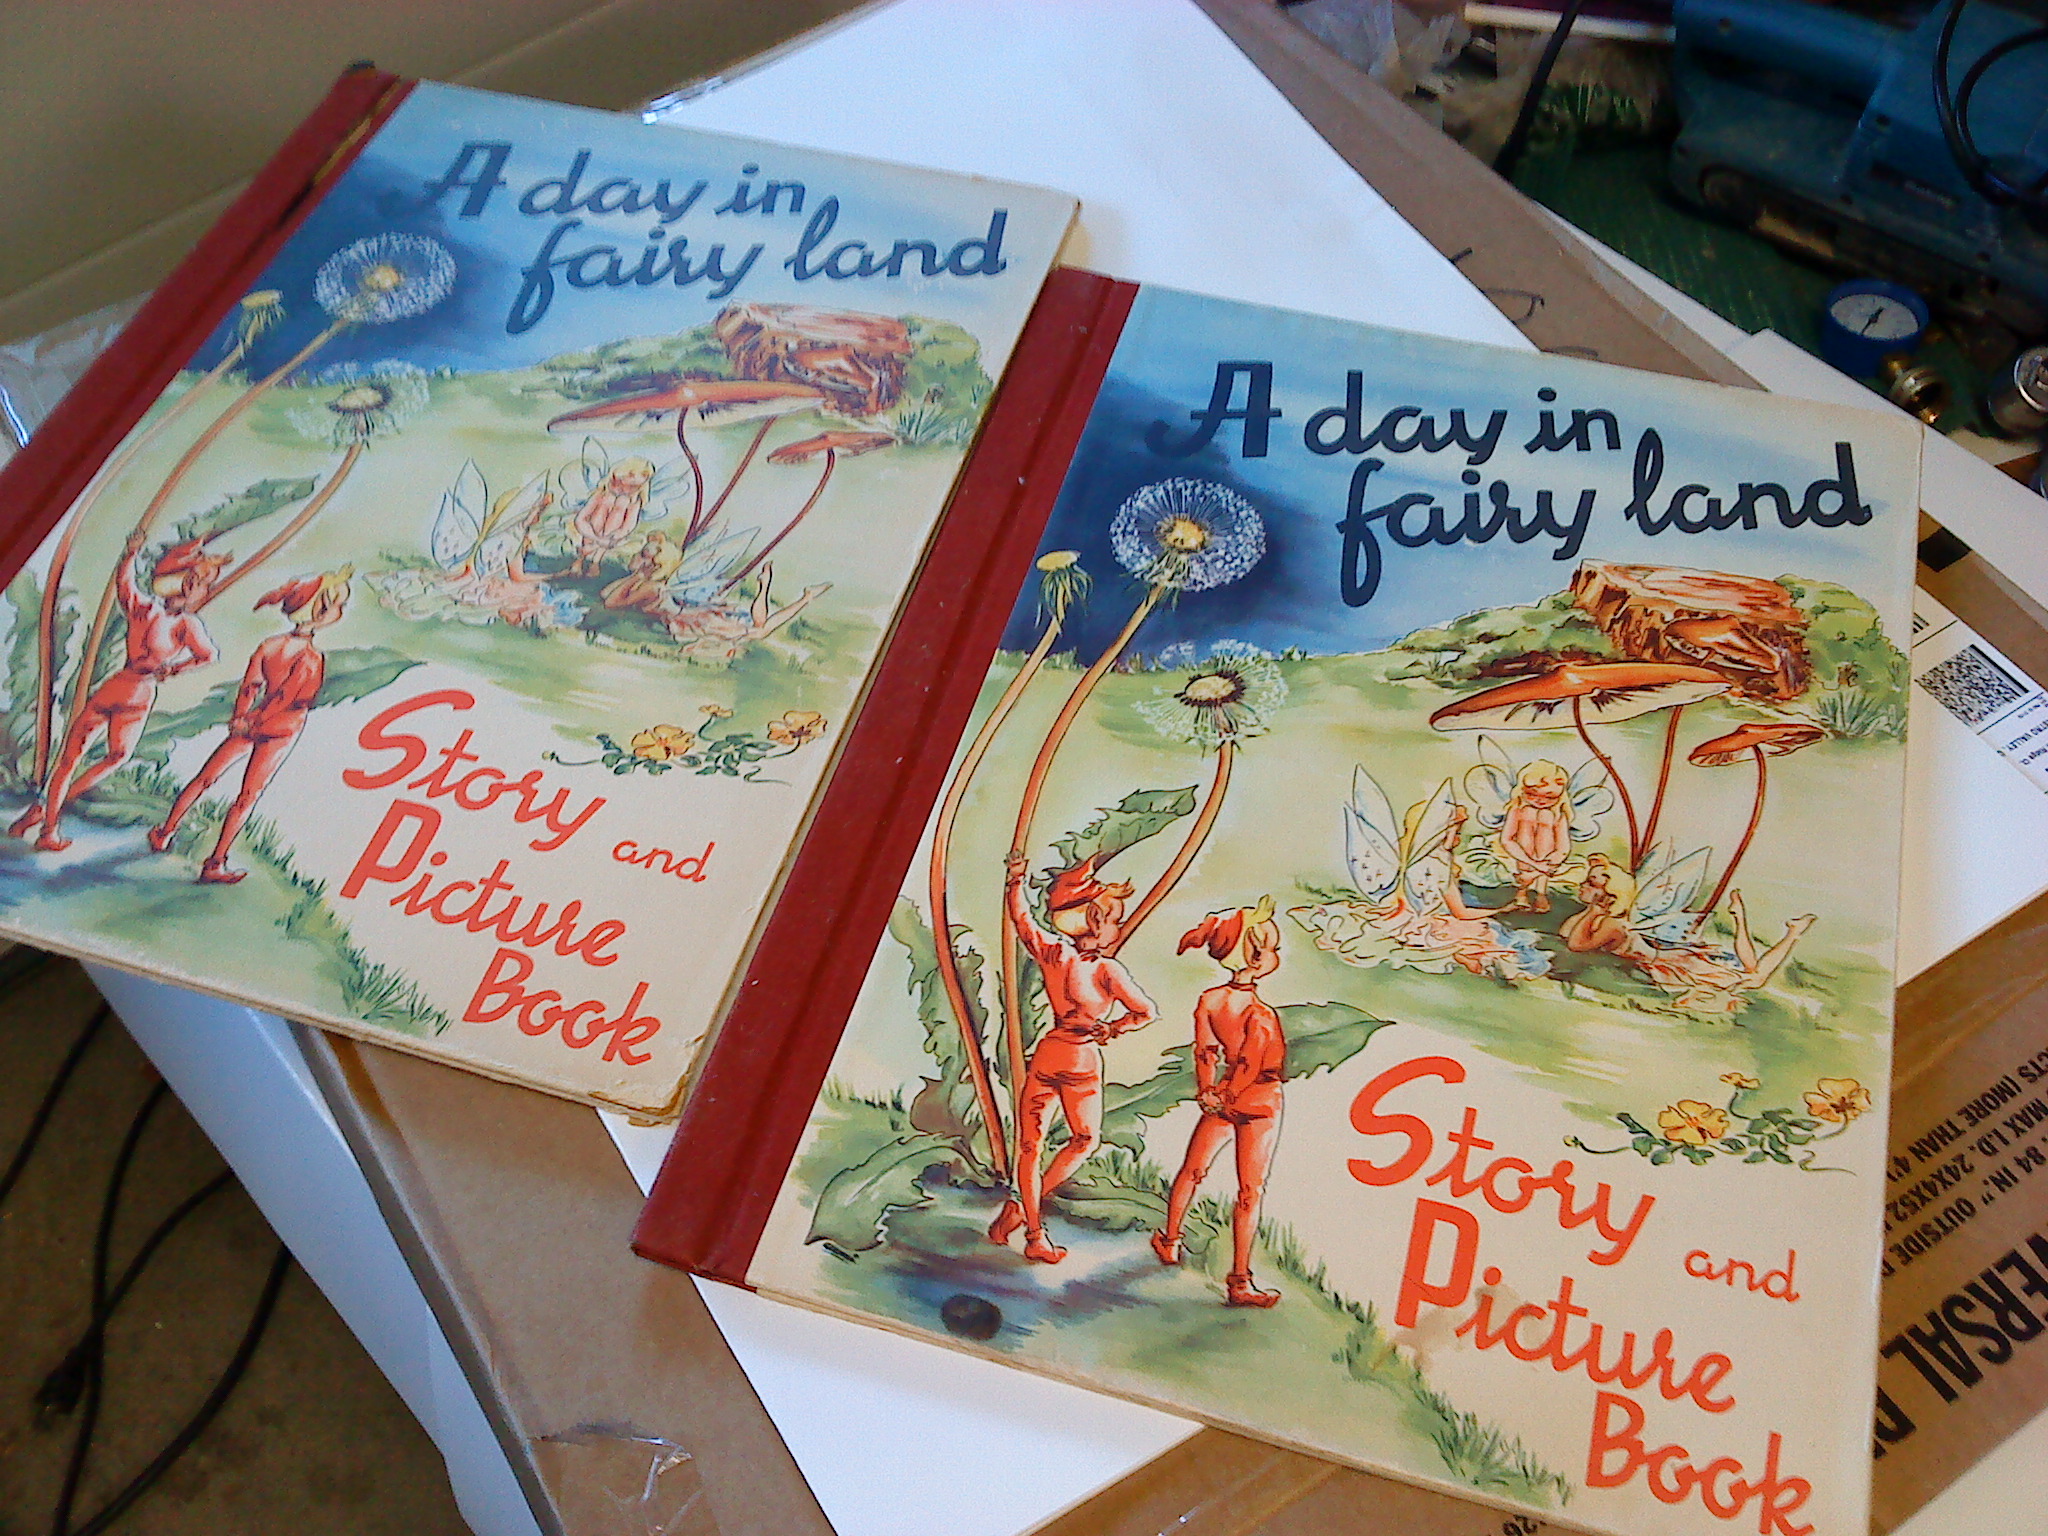 A day in
fairy land
Story and
Picture
Book
A day in
fairy land
Story and
Picture
Book